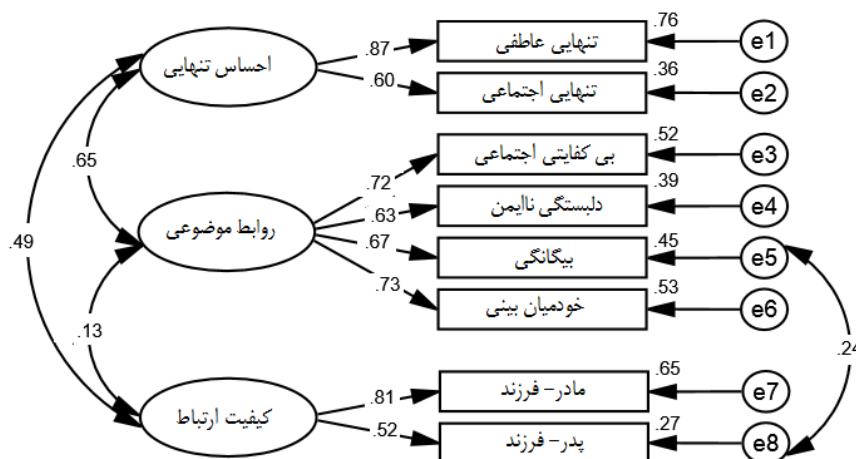 .76
تنهایی عاطفی
e1
.87
احساس تنهایی
.36
تنهایی اجتماعی
e2
.60
.52
بی کفایتی اجتماعی
e3
.65
.72
.39
دلبستگی ناایمن
e4
.63
روابط موضوعی
.49
.45
بیگانگی
e5
.67
.53
خودمیان بینی
e6
.73
.13
.24
.65
مادر- فرزند
e7
.81
کیفیت ارتباط
.27
پدر- فرزند
e8
.52